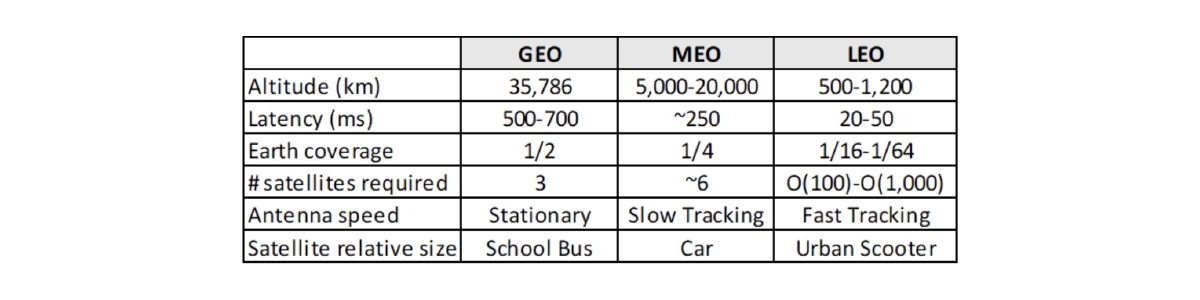 GEO MEO LEO
Altitude (km) 35,786 5,000-20,000 500-1,200
Latency (ms) 500-700 ~250 20-50
Earth coverage 1/2 1/4 1/16-1/64
# satellites required 3 ~6 O(100)-O(1,000)
Antenna speed Stationary Slow Tracking Fast Tracking
Satellite relative size School Bus Car Urban Scooter